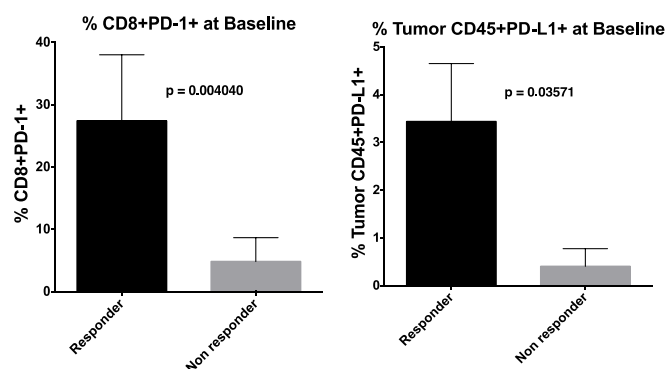 % CD8+PD-1+ at Baseline
% CD8+PD-1+
40
30
20
10
0
p = 0.004040
Responder
Non responder
% Tumor CD45+PD-L1+ at Baseline
% Tumor CD45+PD-L1+
5
4
3
2
1
0
p = 0.03571
Responder
Non responder